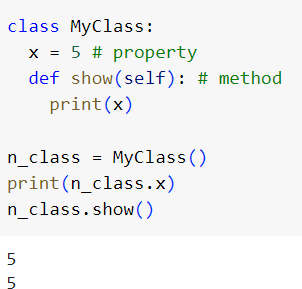 class MyClass:
  x = 5 # property
  def show(self): # method
    print(x)

n_class = MyClass()
print(n_class.x)
n_class.show()

5
5